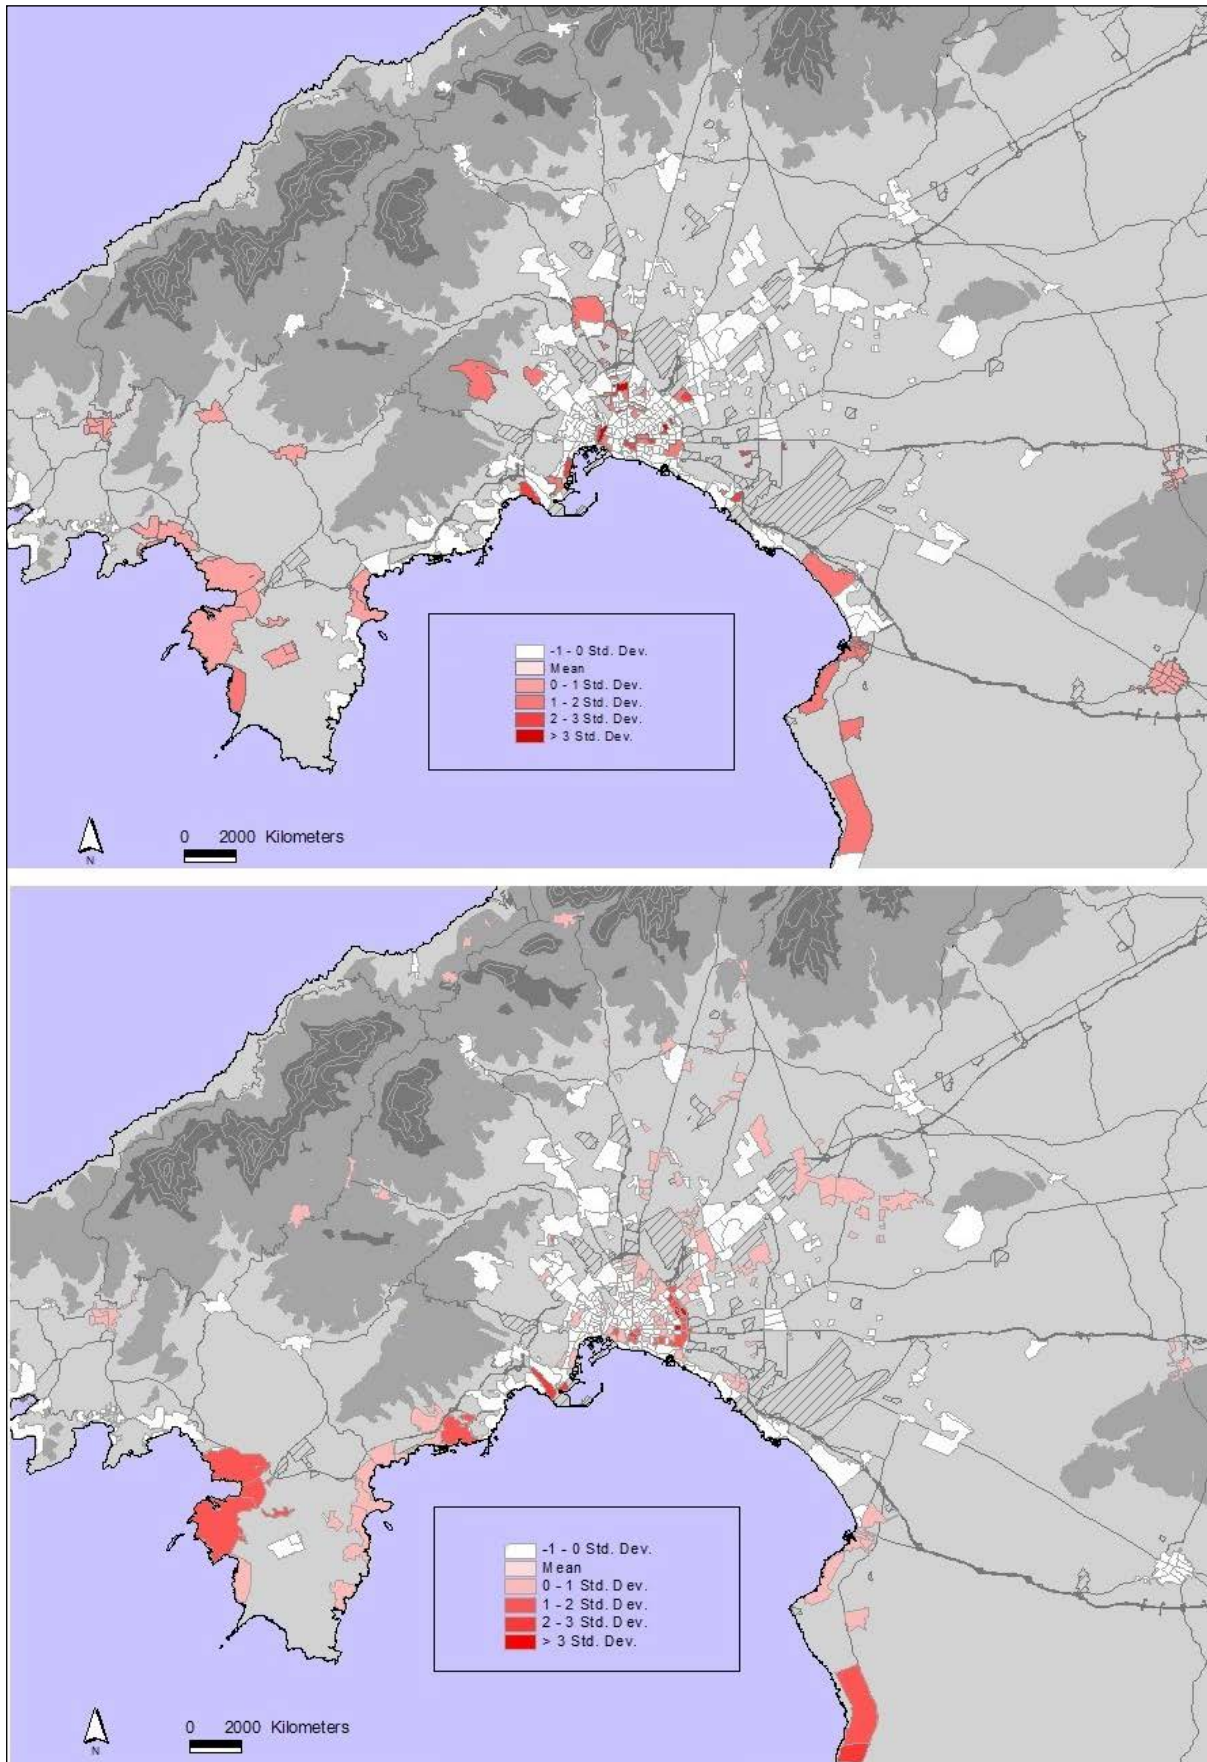 -1 - 0 Std. Dev.
Mean
0 - 1 Std. Dev.
1 - 2 Std. Dev.
2 - 3 Std. Dev.
> 3 Std. Dev.
0 2000 Kilometers
N
-1 - 0 Std. Dev.
Mean
0 - 1 Std. Dev.
1 - 2 Std. Dev.
2 - 3 Std. Dev.
> 3 Std. Dev.
0 2000 Kilometers
N